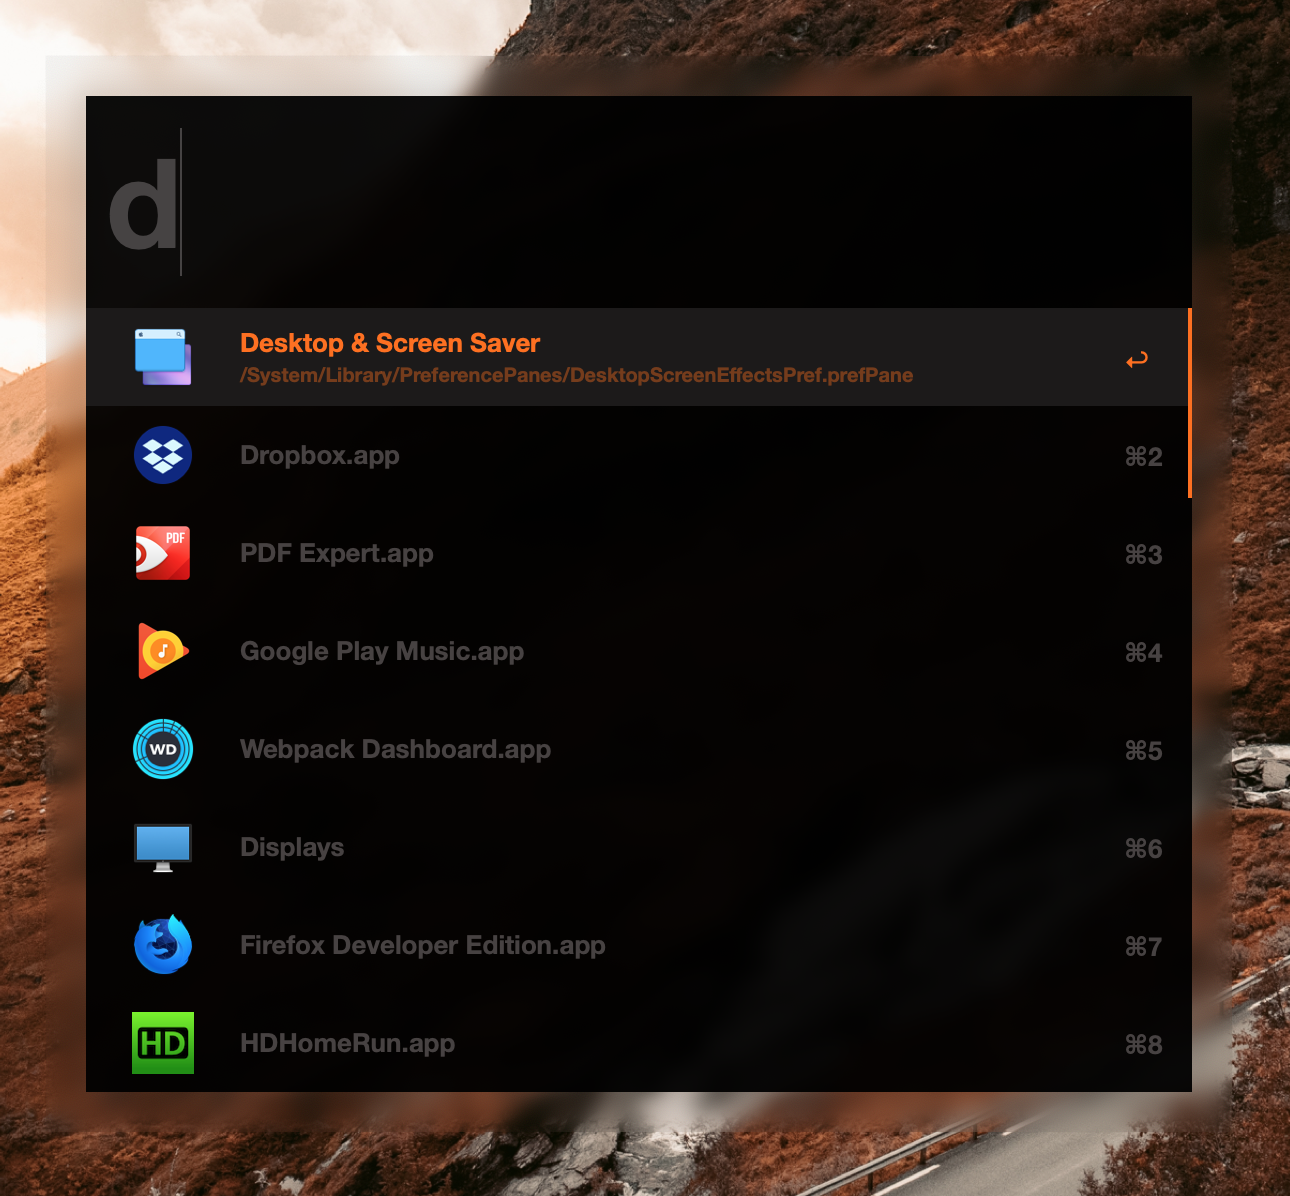 d
Desktop & Screen Saver
/System/Library/PreferencePanes/DesktopScreenEffectsPref.prefPane
Dropbox.app
⌘2
PDF
PDF Expert.app
⌘3
Google Play Music.app
⌘4
WD
Webpack Dashboard.app
⌘5
Displays
⌘6
Firefox Developer Edition.app
⌘7
HD
HDHomeRun.app
⌘8